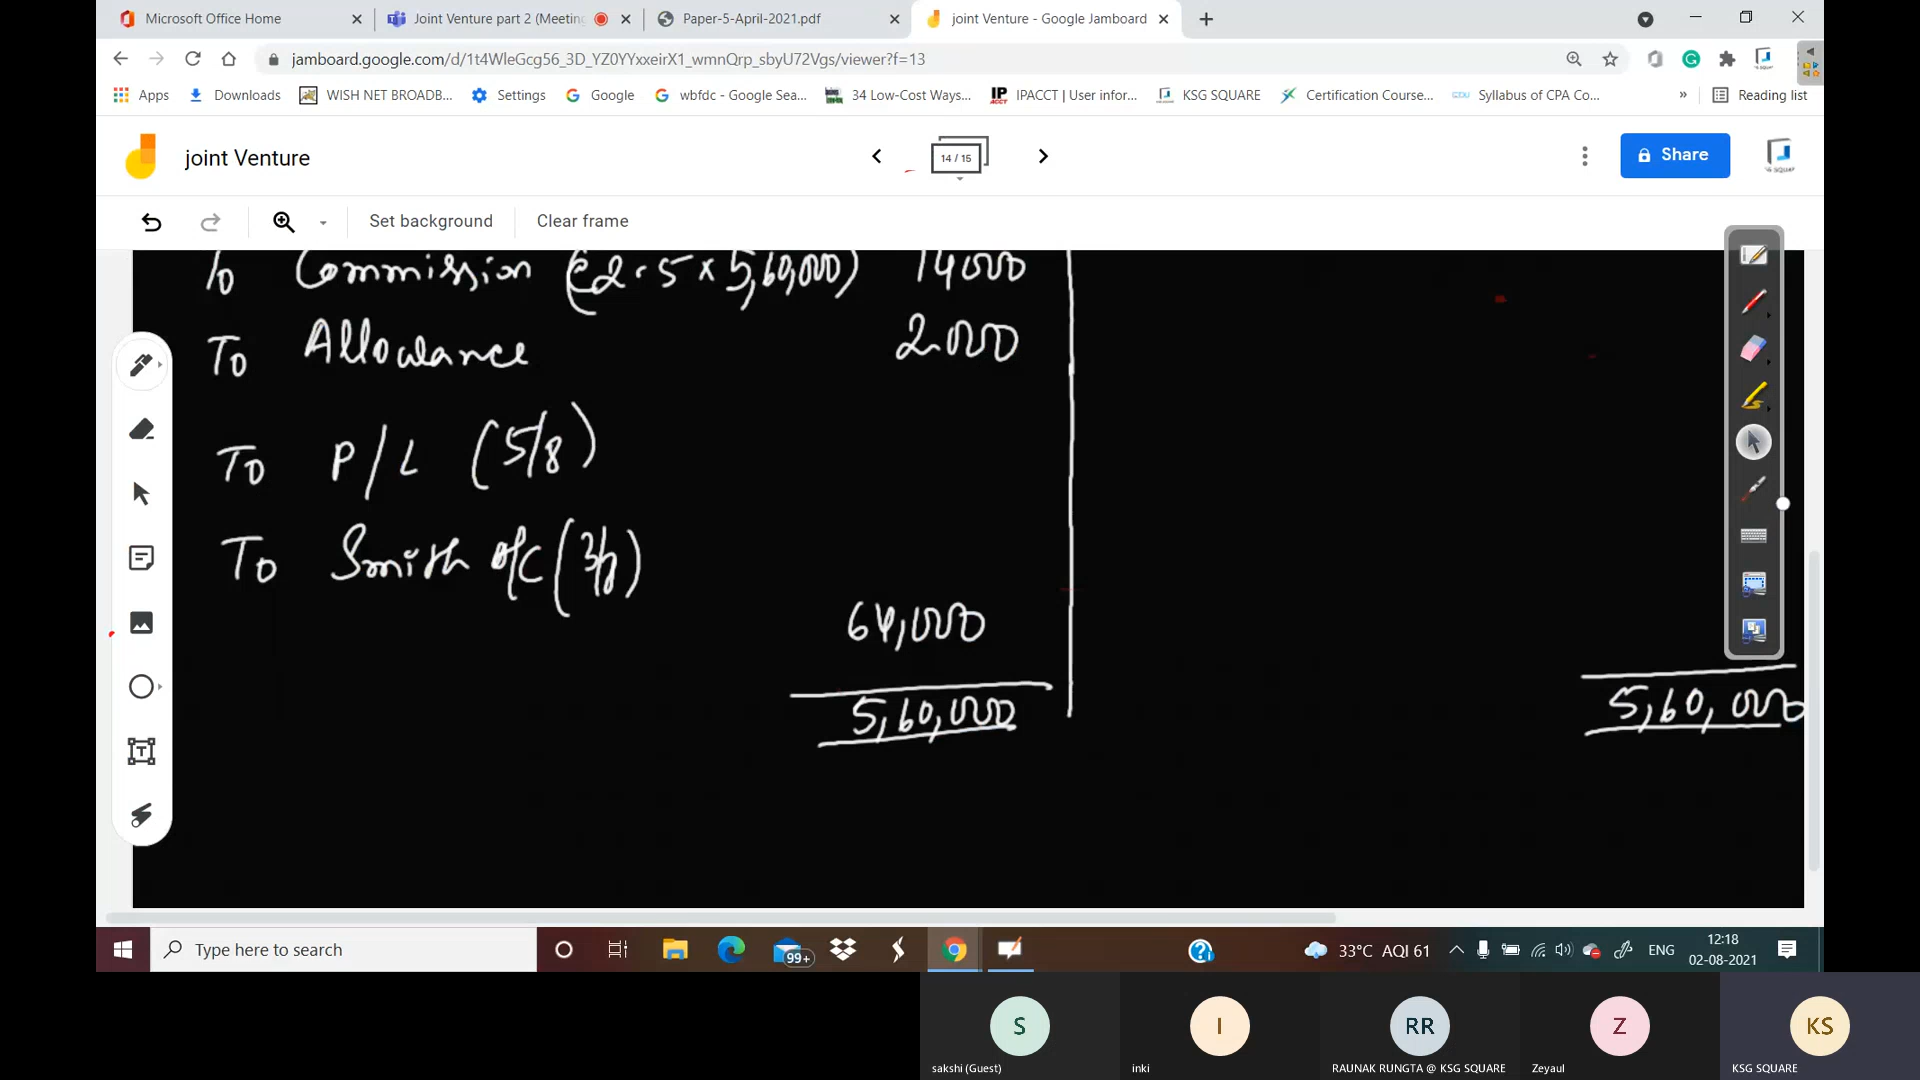 Microsoft Office Home
Joint Venture part 2 (Meetin
Paper-5-April-2021.pdf
joint Venture - Google Jamboard
jamboard.google.com/d/1t4WleGcg56_3D_YZ0YYxxeirX1_wmnQrp_sbyU72Vgs/viewer?f=13
Apps
Downloads
WISH NET BROADB...
Settings
Google
wbfdc - Google Sea...
34 Low-Cost Ways...
IPACCT | User infor...
KSG SQUARE
Certification Course...
Syllabus of CPA Co...
»
Reading list
joint Venture
14 / 15
Share
Set background
Clear frame
To Commission (@2.5 x 5,60,000) 14000
To Allowance 2000
To P/L (5/8)
To Smith a/c (3/8)
64,000
5,60,000
5,60,000
Type here to search
99+
33°C AQI 61
ENG
12:18
02-08-2021
S
I
RR
Z
KS
sakshi (Guest)
inki
RAUNAK RUNGTA @ KSG SQUARE
Zeyaul
KSG SQUARE